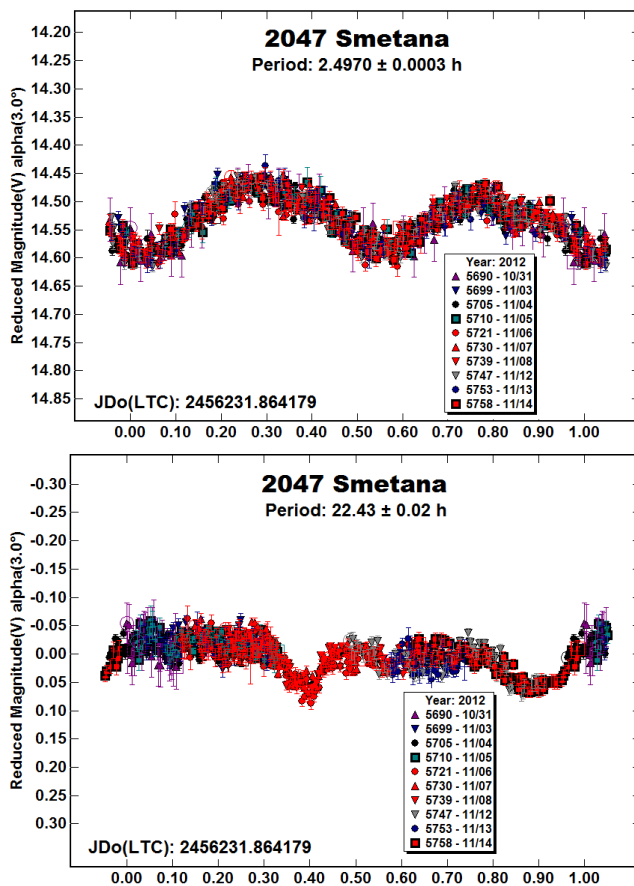 2047 Smetana
Period: 2.4970 ± 0.0003 h
Reduced Magnitude(V) alpha(3.0°)
14.20
14.25
14.30
14.35
14.40
14.45
14.50
14.55
14.60
14.65
14.70
14.75
14.80
14.85
Year: 2012
5690 - 10/31
5699 - 11/03
5705 - 11/04
5710 - 11/05
5721 - 11/06
5730 - 11/07
5739 - 11/08
5747 - 11/12
5753 - 11/13
5758 - 11/14
JDo(LTC): 2456231.864179
0.00 0.10 0.20 0.30 0.40 0.50 0.60 0.70 0.80 0.90 1.00
2047 Smetana
Period: 22.43 ± 0.02 h
Reduced Magnitude(V) alpha(3.0°)
-0.30
-0.25
-0.20
-0.15
-0.10
-0.05
0.00
0.05
0.10
0.15
0.20
0.25
0.30
Year: 2012
5690 - 10/31
5699 - 11/03
5705 - 11/04
5710 - 11/05
5721 - 11/06
5730 - 11/07
5739 - 11/08
5747 - 11/12
5753 - 11/13
5758 - 11/14
JDo(LTC): 2456231.864179
0.00 0.10 0.20 0.30 0.40 0.50 0.60 0.70 0.80 0.90 1.00